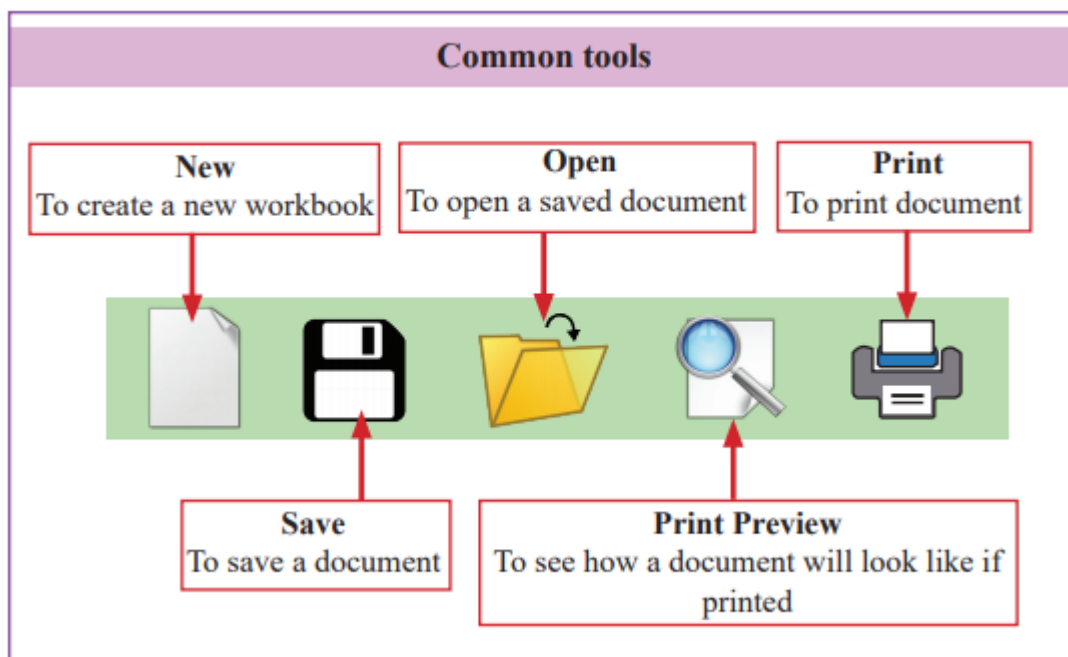 Common tools
New
To create a new workbook
Open
To open a saved document
Print
To print document
Save
To save a document
Print Preview
To see how a document will look like if
printed